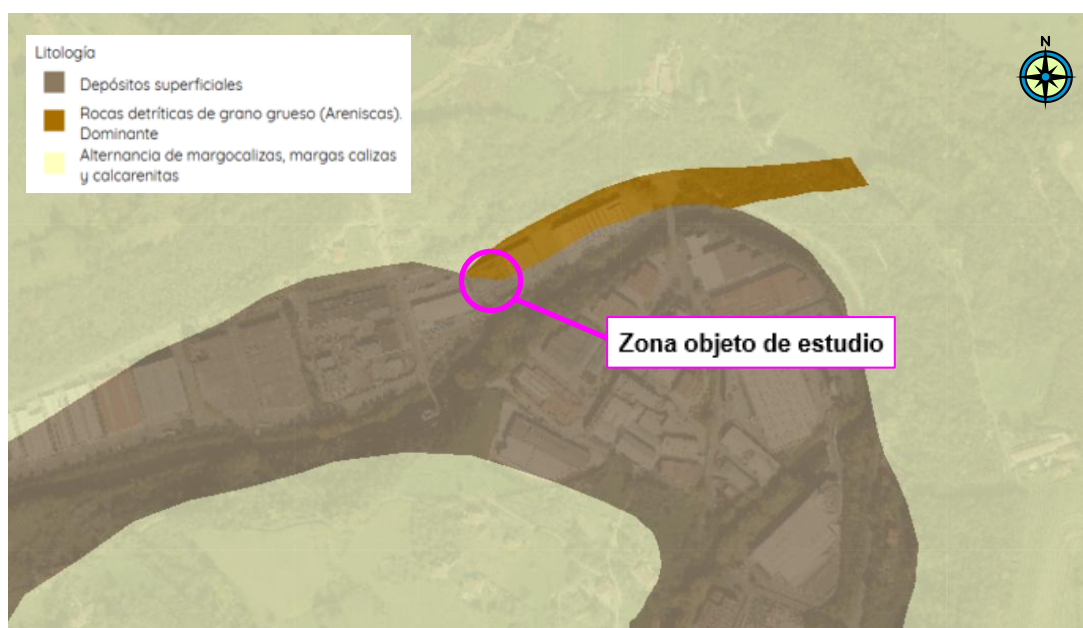 Litología
Depósitos superficiales
Rocas detríticas de grano grueso (Areniscas).
Dominante
Alternancia de margocalizas, margas calizas
y calcarenitas
N
Zona objeto de estudio